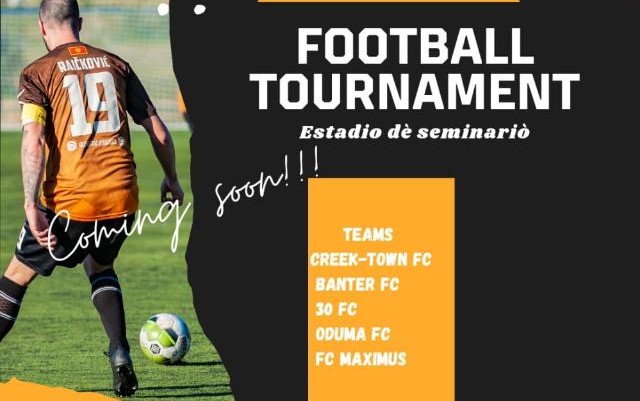 FOOTBALL
TOURNAMENT
Estadio dè seminariò
Coming soon!!!
RAIČKOVIĆ
19
TEAMS
CREEK-TOWN FC
BANTER FC
30 FC
ODUMA FC
FC MAXIMUS